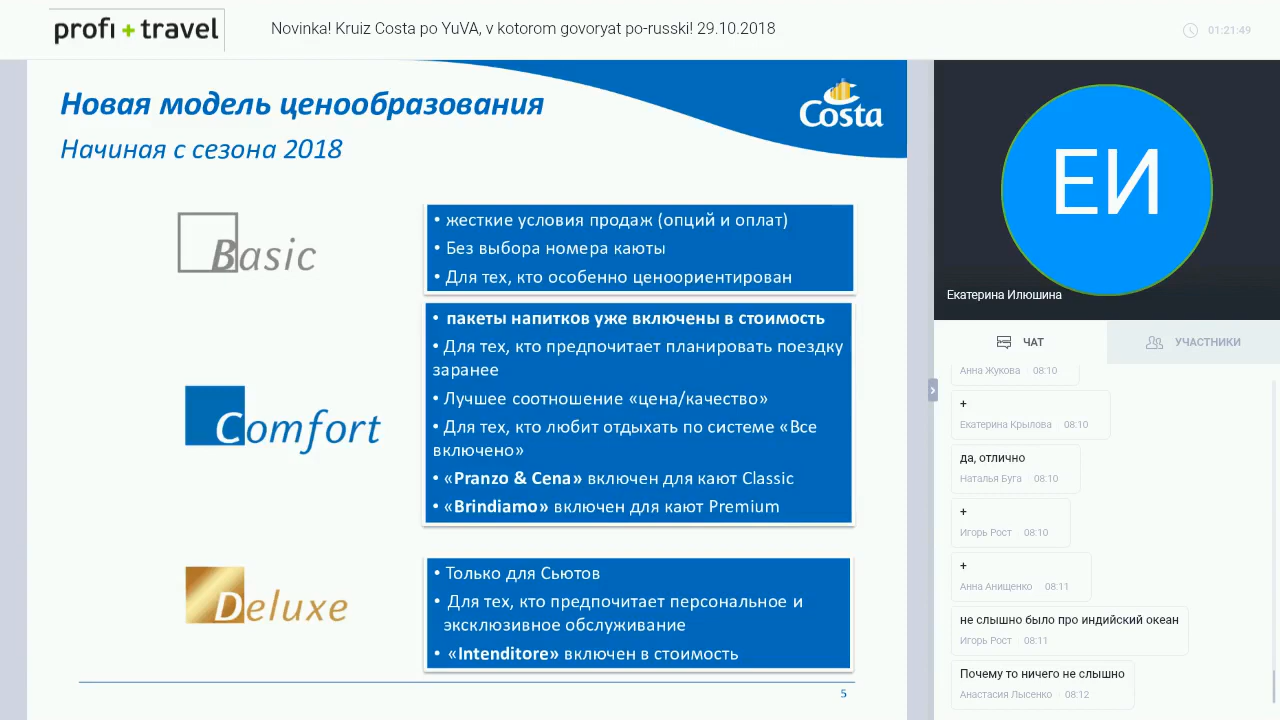 profi + travel
Novinka! Kruiz Costa po YuVA, v kotorom govoryat po-russki! 29.10.2018
01:21:49
Новая модель ценообразования
Начиная с сезона 2018
Costa
Basic
• жесткие условия продаж (опций и оплат)
• Без выбора номера каюты
• Для тех, кто особенно ценоориентирован
Comfort
• пакеты напитков уже включены в стоимость
• Для тех, кто предпочитает планировать поездку
заранее
• Лучшее соотношение «цена/качество»
• Для тех, кто любит отдыхать по системе «Все
включено»
• «Pranzo & Cena» включен для кают Classic
• «Brindiamo» включен для кают Premium
Deluxe
• Только для Сьютов
• Для тех, кто предпочитает персональное и
эксклюзивное обслуживание
• «Intenditore» включен в стоимость
5
ЕИ
Екатерина Илюшина
ЧАТ
УЧАСТНИКИ
Анна Жукова 08:10
+
Екатерина Крылова 08:10
да, отлично
Наталья Буга 08:10
+
Игорь Рост 08:10
+
Анна Анищенко 08:11
не слышно было про индийский океан
Игорь Рост 08:11
Почему то ничего не слышно
Анастасия Лысенко 08:12